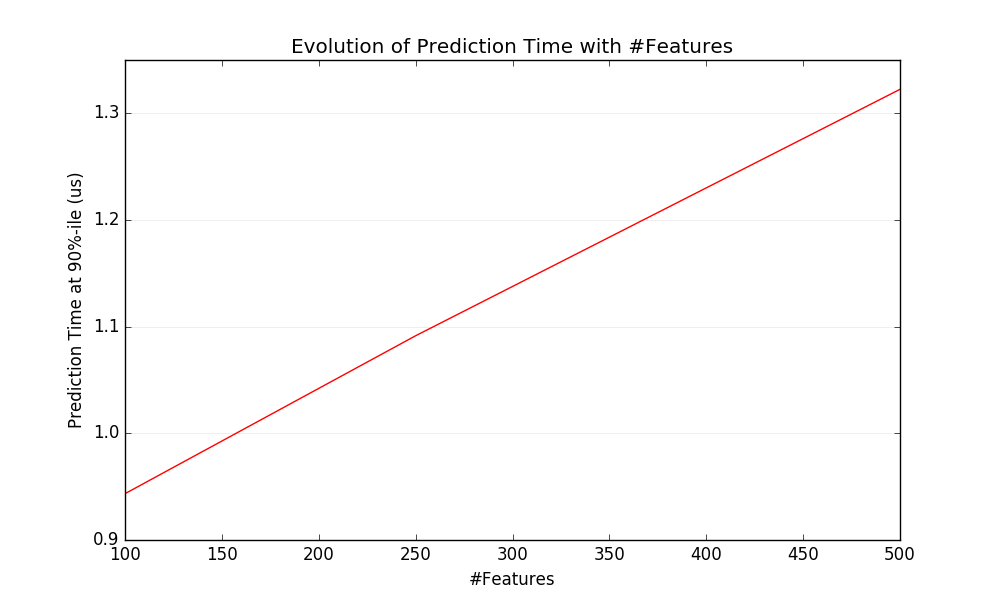 Evolution of Prediction Time with #Features
Prediction Time at 90%-ile (us)
1.3
1.2
1.1
1.0
0.9
100 150 200 250 300 350 400 450 500
#Features